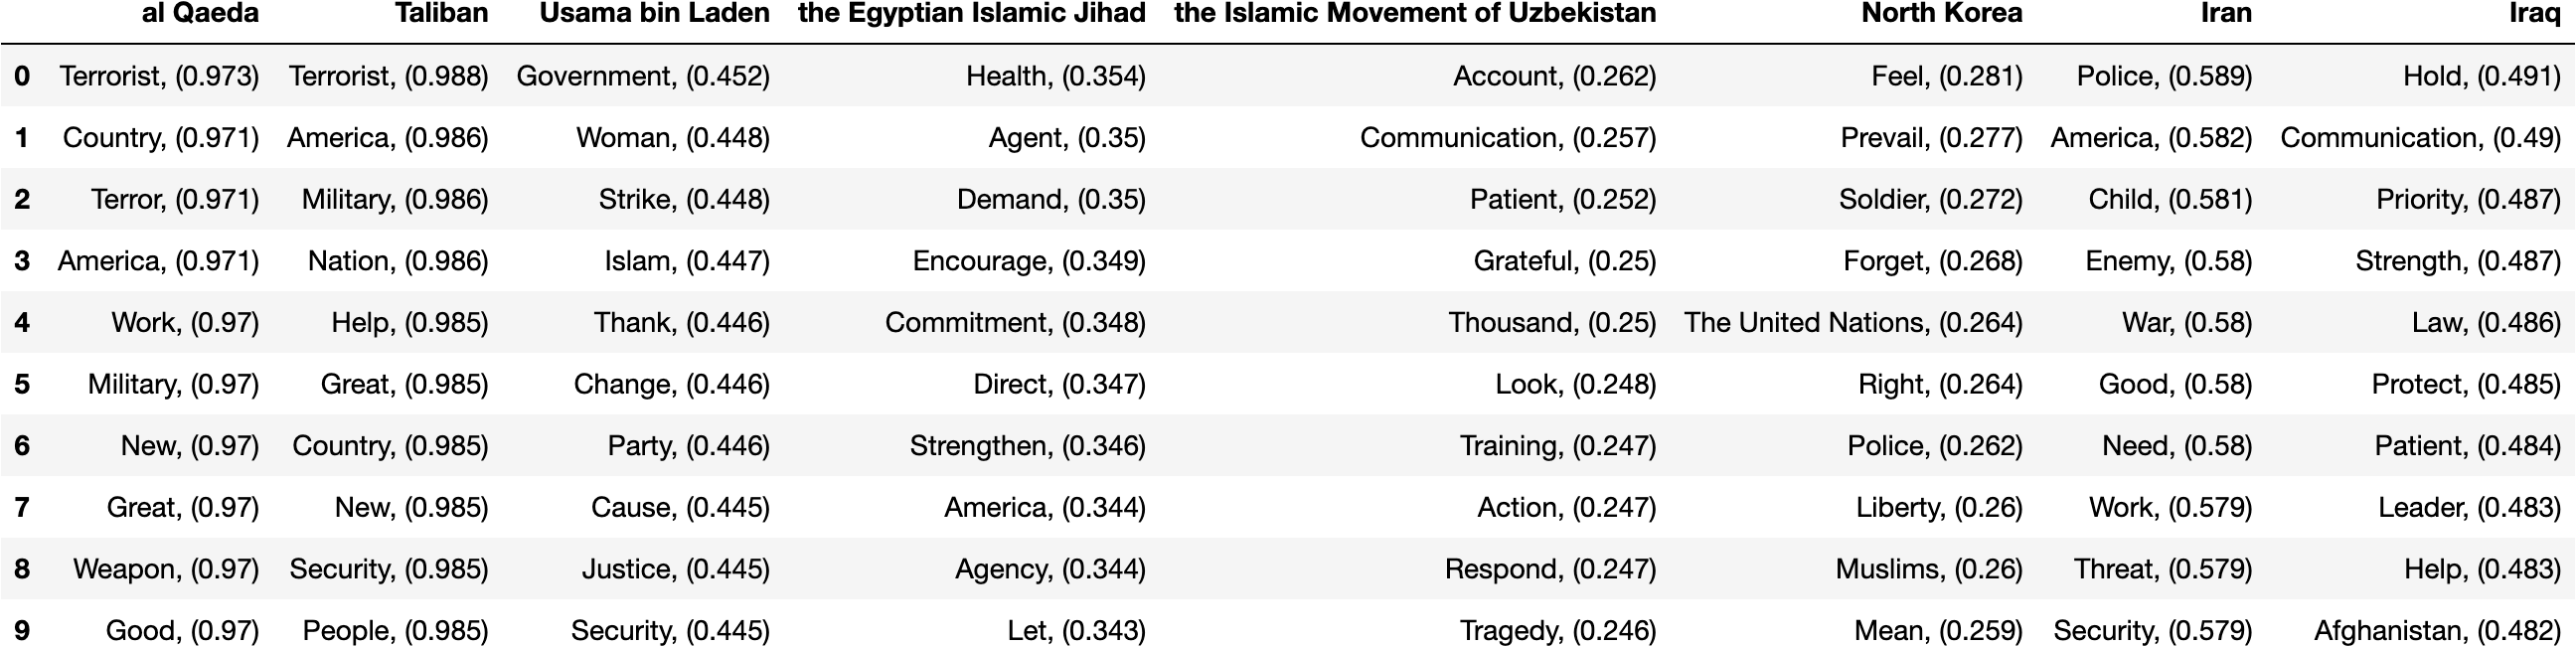 al Qaeda Taliban Usama bin Laden the Egyptian Islamic Jihad the Islamic Movement of Uzbekistan North Korea Iran Iraq
0 Terrorist, (0.973) Terrorist, (0.988) Government, (0.452) Health, (0.354) Account, (0.262) Feel, (0.281) Police, (0.589) Hold, (0.491)
1 Country, (0.971) America, (0.986) Woman, (0.448) Agent, (0.35) Communication, (0.257) Prevail, (0.277) America, (0.582) Communication, (0.49)
2 Terror, (0.971) Military, (0.986) Strike, (0.448) Demand, (0.35) Patient, (0.252) Soldier, (0.272) Child, (0.581) Priority, (0.487)
3 America, (0.971) Nation, (0.986) Islam, (0.447) Encourage, (0.349) Grateful, (0.25) Forget, (0.268) Enemy, (0.58) Strength, (0.487)
4 Work, (0.97) Help, (0.985) Thank, (0.446) Commitment, (0.348) Thousand, (0.25) The United Nations, (0.264) War, (0.58) Law, (0.486)
5 Military, (0.97) Great, (0.985) Change, (0.446) Direct, (0.347) Look, (0.248) Right, (0.264) Good, (0.58) Protect, (0.485)
6 New, (0.97) Country, (0.985) Party, (0.446) Strengthen, (0.346) Training, (0.247) Police, (0.262) Need, (0.58) Patient, (0.484)
7 Great, (0.97) New, (0.985) Cause, (0.445) America, (0.344) Action, (0.247) Liberty, (0.26) Work, (0.579) Leader, (0.483)
8 Weapon, (0.97) Security, (0.985) Justice, (0.445) Agency, (0.344) Respond, (0.247) Muslims, (0.26) Threat, (0.579) Help, (0.483)
9 Good, (0.97) People, (0.985) Security, (0.445) Let, (0.343) Tragedy, (0.246) Mean, (0.259) Security, (0.579) Afghanistan, (0.482)